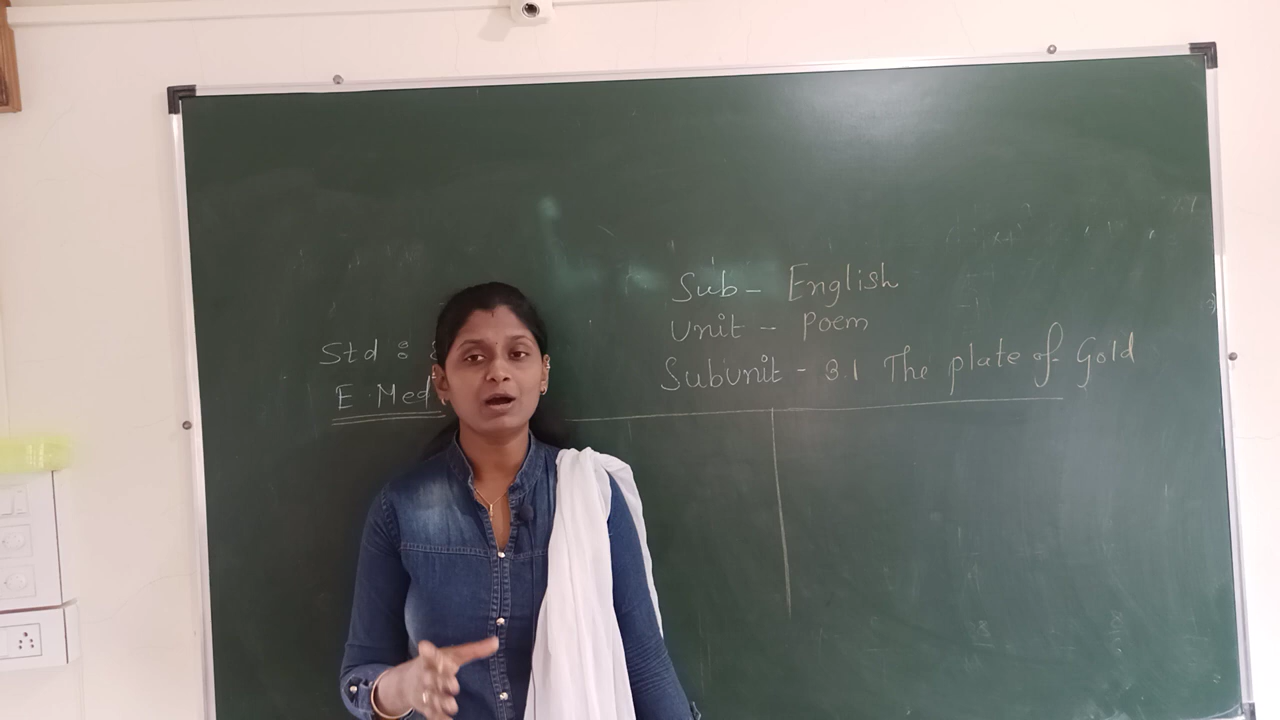 Sub - English
Unit - Poem
Std :
Subunit - 3.1 The plate of Gold
E. Med